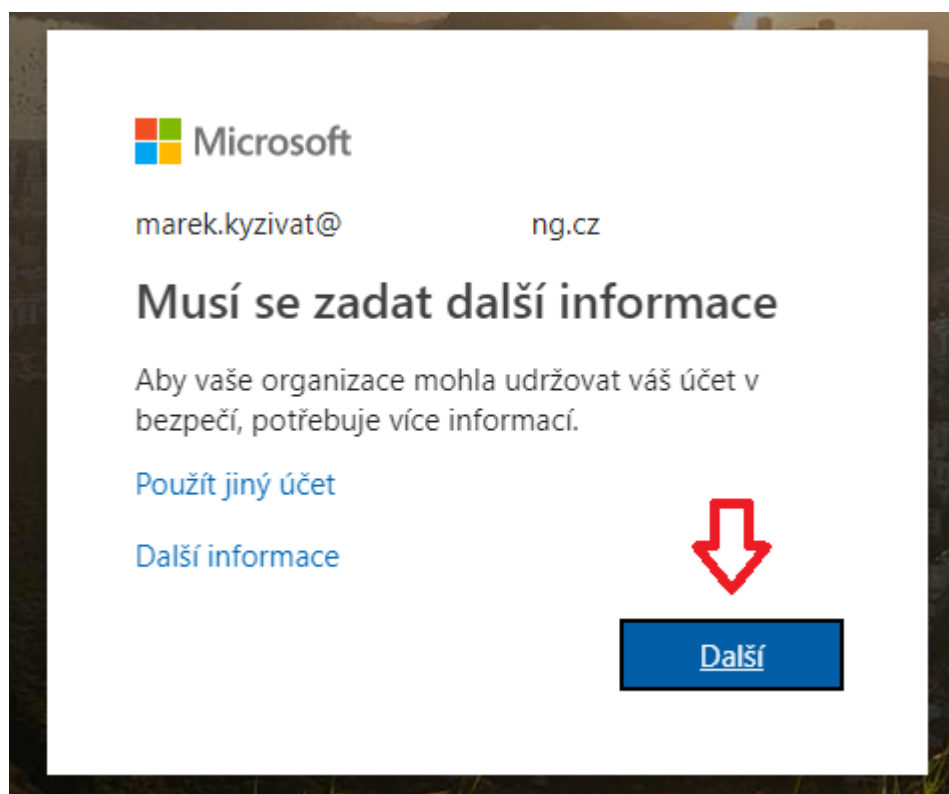 Microsoft
marek.kyzivat@ ng.cz
Musí se zadat další informace
Aby vaše organizace mohla udržovat váš účet v
bezpečí, potřebuje více informací.
Použít jiný účet
Další informace
Další